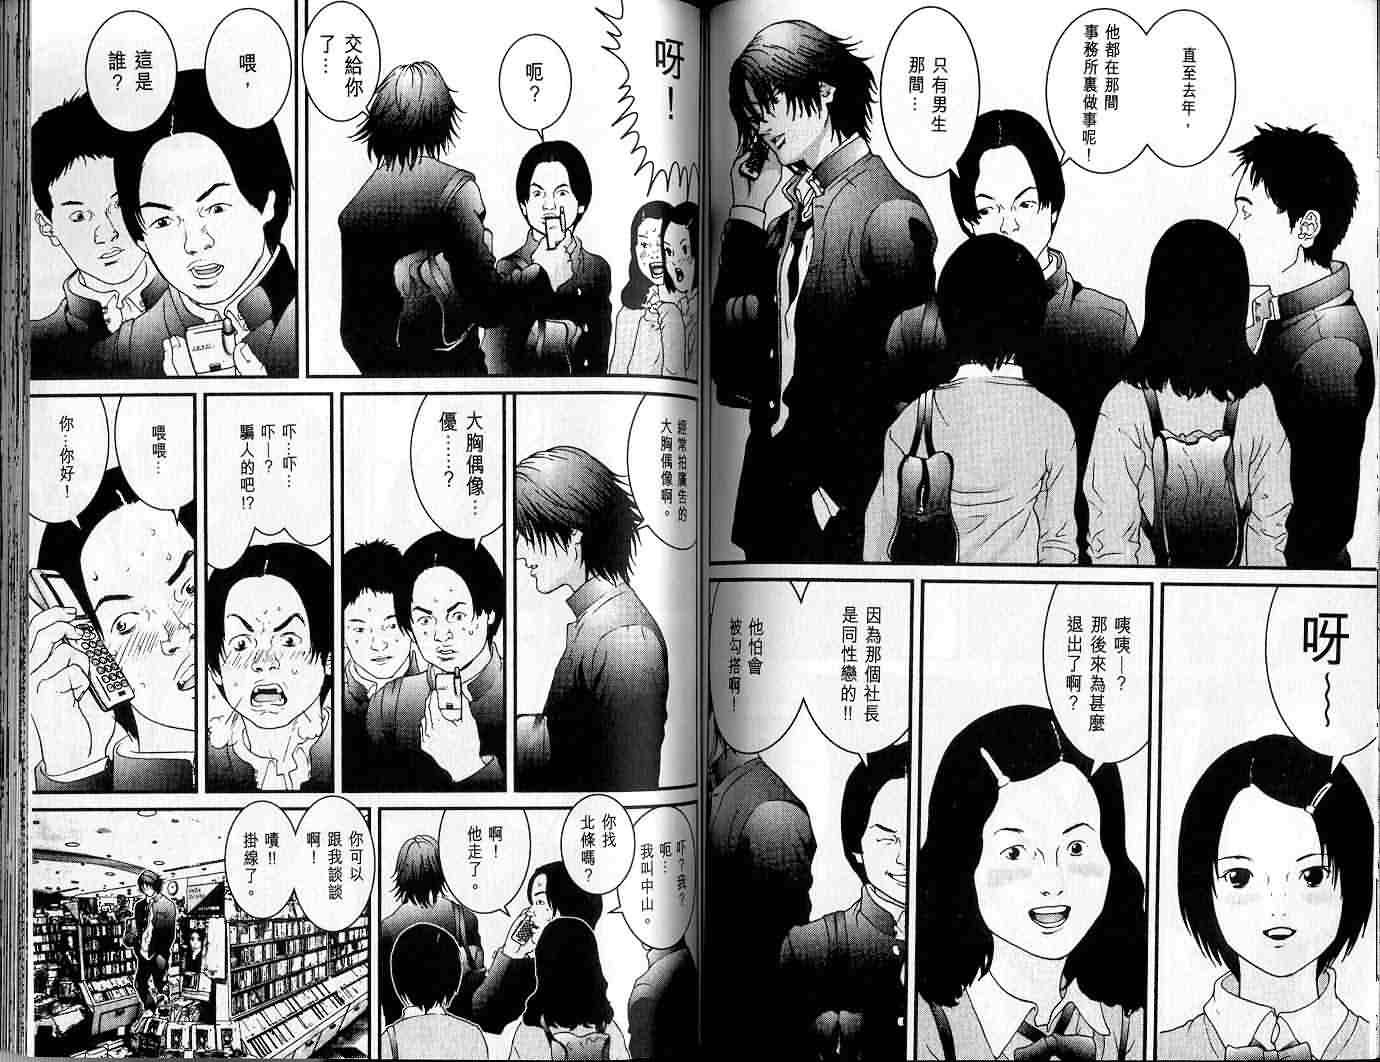 直至去年，
他都在那間
事務所裏做事呢！
只有男生
那間…
呀～～
咦咦—？
那後來為甚麼
退出了啊？
因為那個社長
是同性戀的!!
他怕會
被勾搭啊！
呀！
呃？
交給你
了…
喂，
這是
誰？
經常拍廣告的
大胸偶像啊。
大胸偶像…
優……？
吓…吓…
吓—？
騙人的吧!?
喂喂…
你…你好！
吓？我？
呃…
我叫中山。
你找
北條嗎？
啊！
他走了。
你可以
跟我談談
啊！
嘖!!
掛線了。